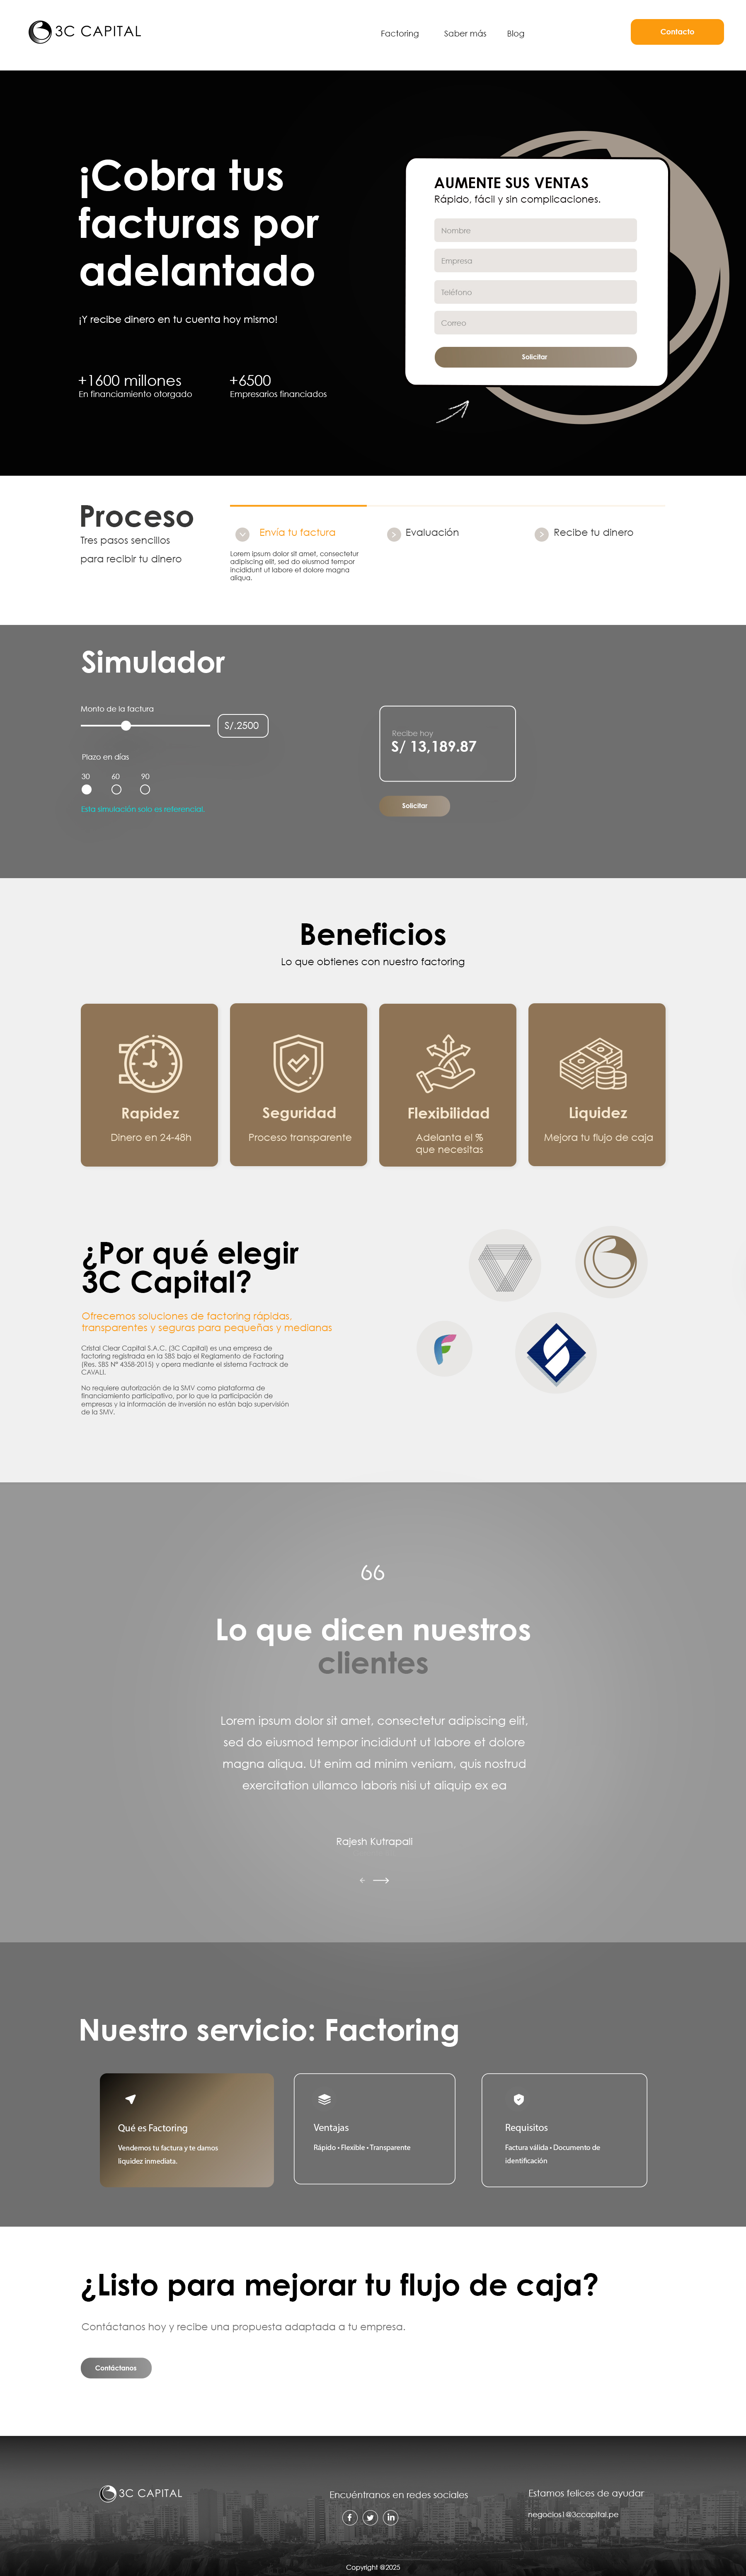 3C CAPITAL
Factoring
Saber más
Blog
Contacto
¡Cobra tus
facturas por
adelantado
¡Y recibe dinero en tu cuenta hoy mismo!
+1600 millones
En financiamiento otorgado
+6500
Empresarios financiados
AUMENTE SUS VENTAS
Rápido, fácil y sin complicaciones.
Nombre
Empresa
Teléfono
Correo
Solicitar
Proceso
Tres pasos sencillos
para recibir tu dinero
Envía tu factura
Lorem ipsum dolor sit amet, consectetur
adipiscing elit, sed do eiusmod tempor
incididunt ut labore et dolore magna
aliqua.
Evaluación
Recibe tu dinero
Simulador
Monto de la factura
S/.2500
Plazo en días
30
60
90
Esta simulación solo es referencial.
Recibe hoy
S/ 13,189.87
Solicitar
Beneficios
Lo que obtienes con nuestro factoring
Rapidez
Dinero en 24-48h
Seguridad
Proceso transparente
Flexibilidad
Adelanta el %
que necesitas
Liquidez
Mejora tu flujo de caja
¿Por qué elegir
3C Capital?
Ofrecemos soluciones de factoring rápidas,
transparentes y seguras para pequeñas y medianas
Cristal Clear Capital S.A.C. (3C Capital) es una empresa de
factoring registrada en la SBS bajo el Reglamento de Factoring
(Res. SBS N° 4358-2015) y opera mediante el sistema Factrack de
CAVALI.
No requiere autorización de la SMV como plataforma de
financiamiento participativo, por lo que la participación de
empresas y la información de inversión no están bajo supervisión
de la SMV.
66
Lo que dicen nuestros
clientes
Lorem ipsum dolor sit amet, consectetur adipiscing elit,
sed do eiusmod tempor incididunt ut labore et dolore
magna aliqua. Ut enim ad minim veniam, quis nostrud
exercitation ullamco laboris nisi ut aliquip ex ea
Rajesh Kutrapali
Nuestro servicio: Factoring
Qué es Factoring
Vendemos tu factura y te damos
liquidez inmediata.
Ventajas
Rápido • Flexible • Transparente
Requisitos
Factura válida • Documento de
identificación
¿Listo para mejorar tu flujo de caja?
Contáctanos hoy y recibe una propuesta adaptada a tu empresa.
Contáctanos
3C CAPITAL
Encuéntranos en redes sociales
Estamos felices de ayudar
negocios1@3ccapital.pe
Copyright @2025